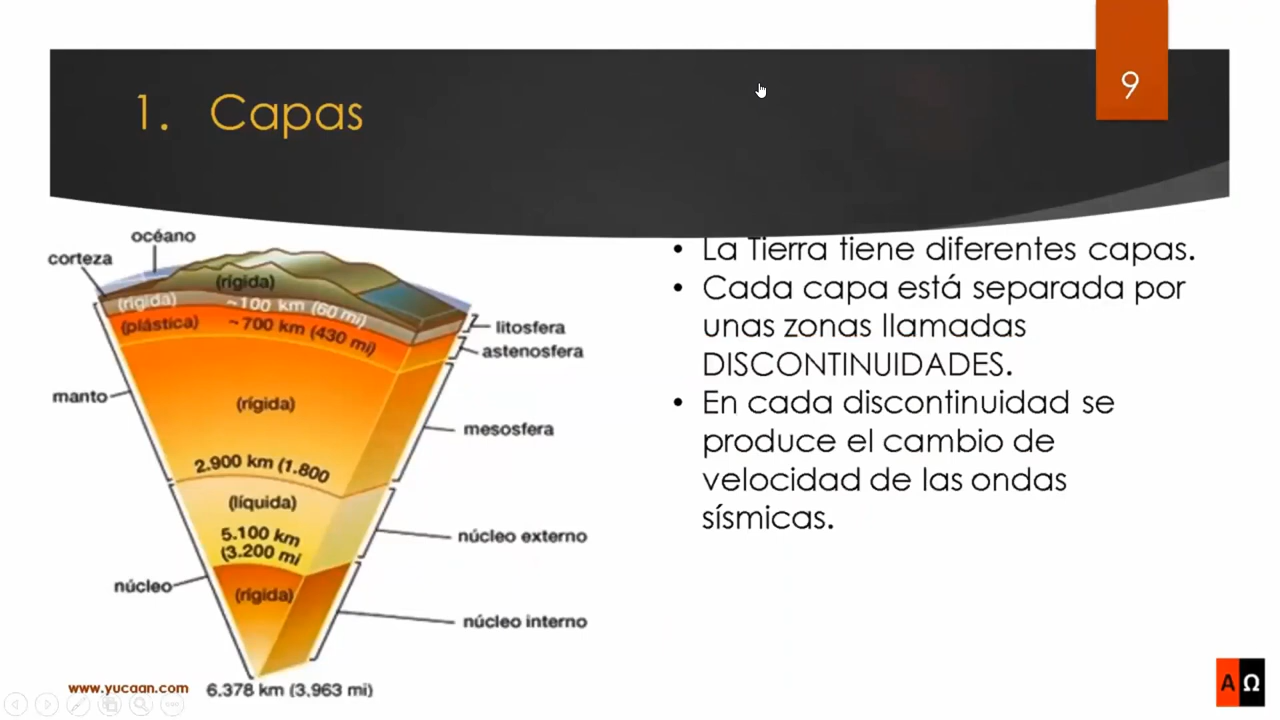 9
1. Capas
océano
corteza
(rígida)
(rígida)
~100 km (60 mi)
(plástica)
~700 km (430 mi)
litosfera
astenosfera
manto
(rígida)
mesosfera
2.900 km (1.800
(líquida)
5.100 km
(3.200 mi
núcleo externo
núcleo
(rígida)
núcleo interno
www.yucaan.com
6.378 km (3.963 mi)
• La Tierra tiene diferentes capas.
• Cada capa está separada por
unas zonas llamadas
DISCONTINUIDADES.
• En cada discontinuidad se
produce el cambio de
velocidad de las ondas
sísmicas.
A Ω